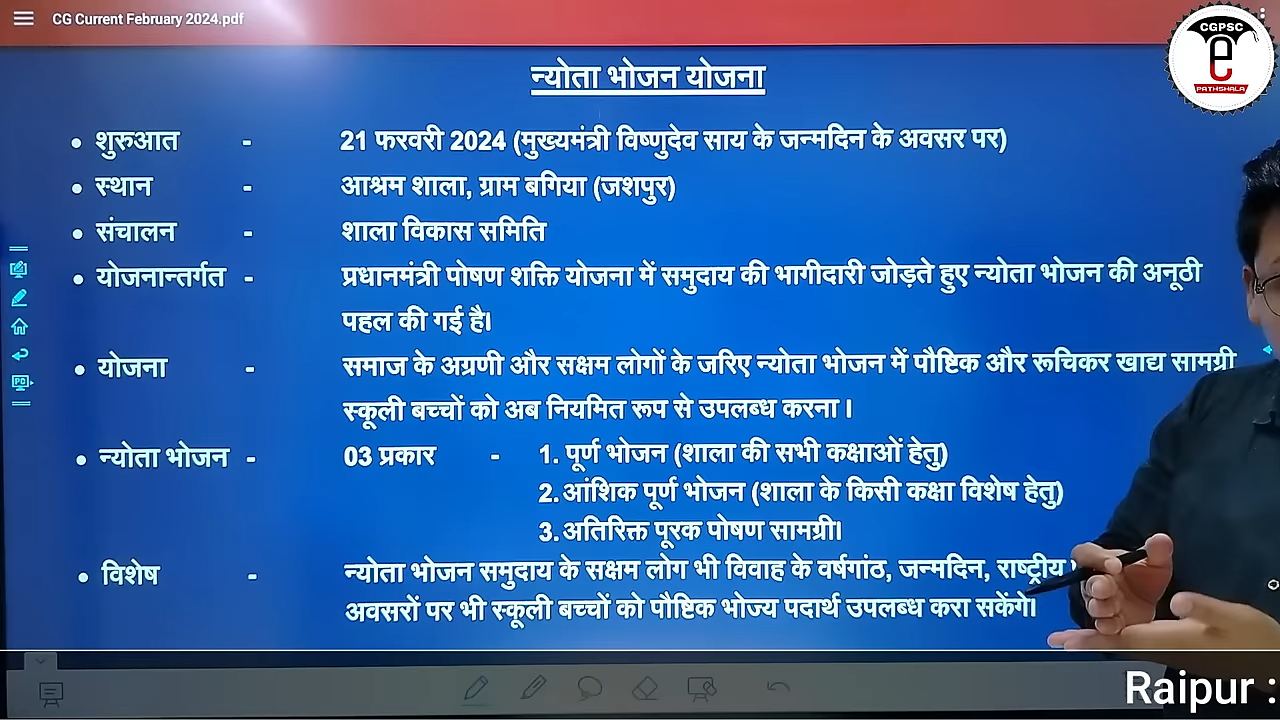 CG Current February 2024.pdf
CGPSC
e
PATHSHALA
न्योता भोजन योजना
• शुरुआत - 21 फरवरी 2024 (मुख्यमंत्री विष्णुदेव साय के जन्मदिन के अवसर पर)
• स्थान - आश्रम शाला, ग्राम बगिया (जशपुर)
• संचालन - शाला विकास समिति
• योजनान्तर्गत - प्रधानमंत्री पोषण शक्ति योजना में समुदाय की भागीदारी जोड़ते हुए न्योता भोजन की अनूठी
पहल की गई है।
• योजना - समाज के अग्रणी और सक्षम लोगों के जरिए न्योता भोजन में पौष्टिक और रूचिकर खाद्य सामग्री
स्कूली बच्चों को अब नियमित रूप से उपलब्ध करना ।
• न्योता भोजन - 03 प्रकार - 1. पूर्ण भोजन (शाला की सभी कक्षाओं हेतु)
2. आंशिक पूर्ण भोजन (शाला के किसी कक्षा विशेष हेतु)
3. अतिरिक्त पूरक पोषण सामग्री।
• विशेष - न्योता भोजन समुदाय के सक्षम लोग भी विवाह के वर्षगांठ, जन्मदिन, राष्ट्रीय
अवसरों पर भी स्कूली बच्चों को पौष्टिक भोज्य पदार्थ उपलब्ध करा सकेंगे।
Raipur :